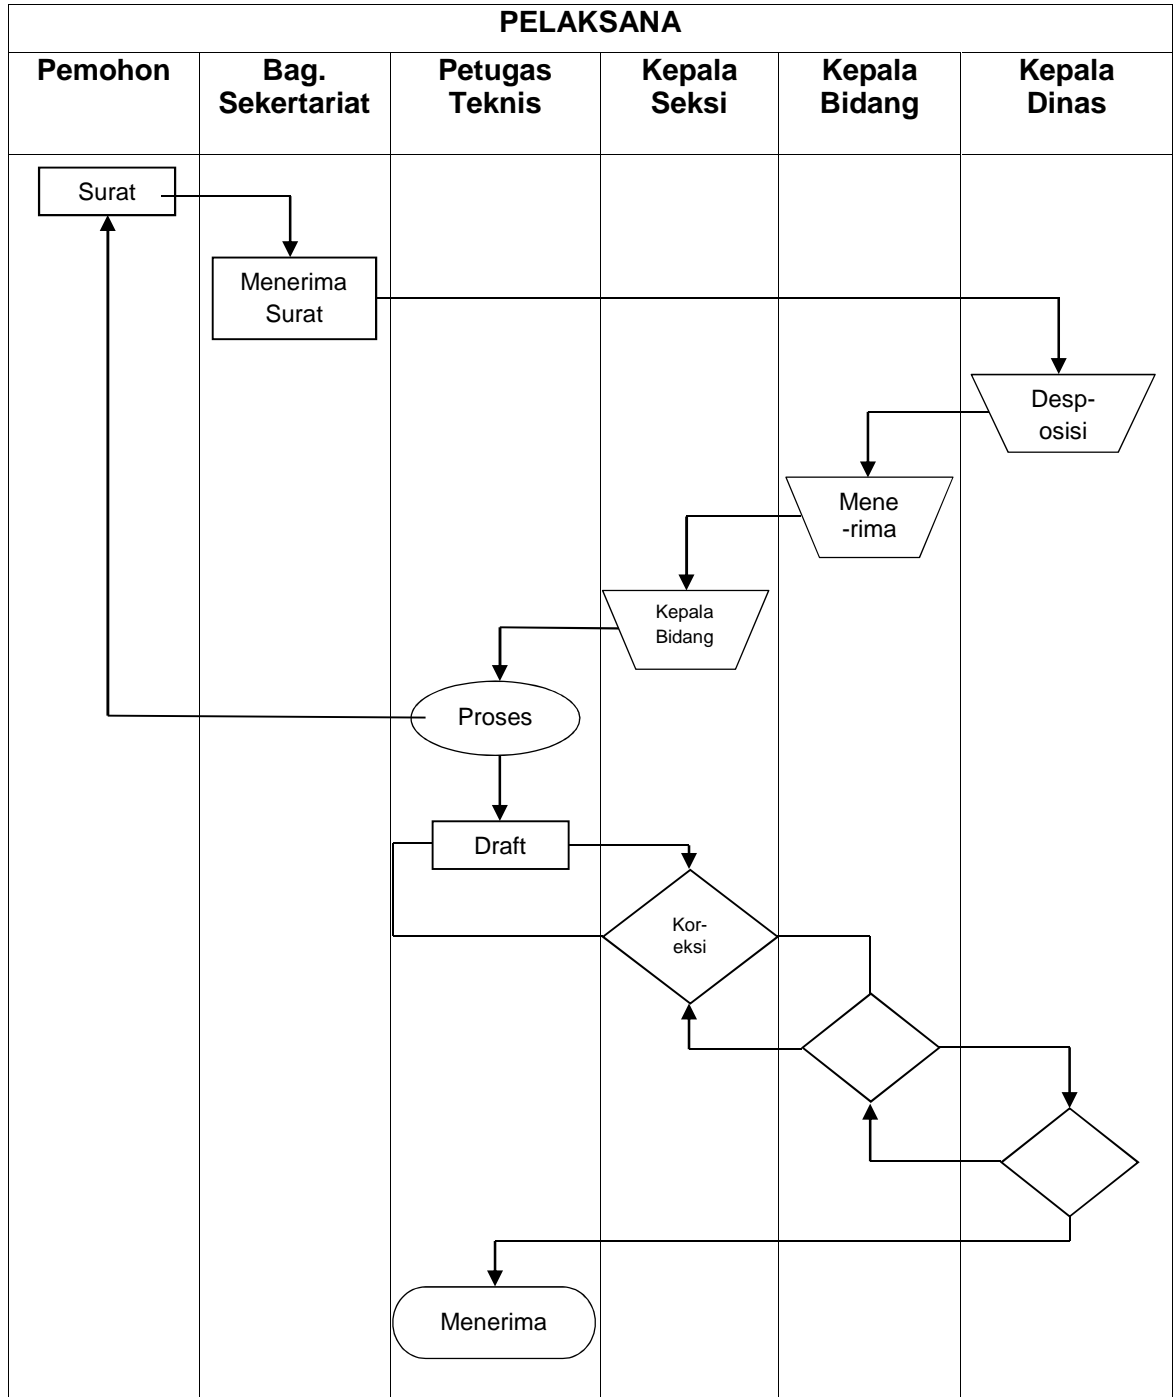 PELAKSANA
Pemohon
Bag.
Sekertariat
Petugas
Teknis
Kepala
Seksi
Kepala
Bidang
Kepala
Dinas
Surat
Menerima
Surat
Desp-
osisi
Mene
-rima
Kepala
Bidang
Proses
Draft
Kor-
eksi
Menerima